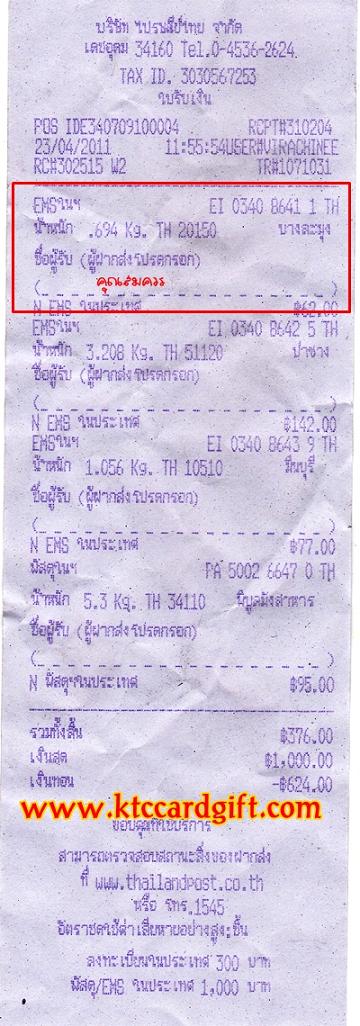 บริษัท ไปรษณีย์ไทย จำกัด
เดชอุดม 34160 Tel.0-4536-2624
TAX ID. 3030567253
ใบรับเงิน
POS IDE340709100004 RCPT#310204
23/04/2011 11:55:54USER#VIRACHINEE
RC#302515 W2 TR#1071031
EMSในฯ EI 0340 8641 1 TH
น้ำหนัก .694 Kg. TH 20150 บางละมุง
ชื่อผู้รับ (ผู้ฝากส่งโปรดกรอก)
(คุณสมควร)
N EMS ในประเทศ ฿62.00
EMSในฯ EI 0340 8642 5 TH
น้ำหนัก 3.208 Kg. TH 51120 ป่าซาง
ชื่อผู้รับ (ผู้ฝากส่งโปรดกรอก)
(_ _ _ _ _ _ _ _ _ _ _ _ _ _ _)
N EMS ในประเทศ ฿142.00
EMSในฯ EI 0340 8643 9 TH
น้ำหนัก 1.056 Kg. TH 10510 มีนบุรี
ชื่อผู้รับ (ผู้ฝากส่งโปรดกรอก)
(_ _ _ _ _ _ _ _ _ _ _ _ _ _ _)
N EMS ในประเทศ ฿77.00
พัสดุในฯ PA 5002 6647 0 TH
น้ำหนัก 5.3 Kg. TH 34110 พิบูลมังสาหาร
ชื่อผู้รับ (ผู้ฝากส่งโปรดกรอก)
(_ _ _ _ _ _ _ _ _ _ _ _ _ _ _)
N พัสดุฯในประเทศ ฿95.00
รวมทั้งสิ้น ฿376.00
เงินสด ฿1,000.00
เงินทอน -฿624.00
www.ktccardgift.com
ขอบคุณที่ใช้บริการ
สามารถตรวจสอบสถานะสิ่งของฝากส่ง
ที่ www.thailandpost.co.th
หรือ โทร.1545
อัตราชดใช้ค่าเสียหายอย่างสูง:ชิ้น
ลงทะเบียนในประเทศ 300 บาท
พัสดุ/EMS ในประเทศ 1,000 บาท